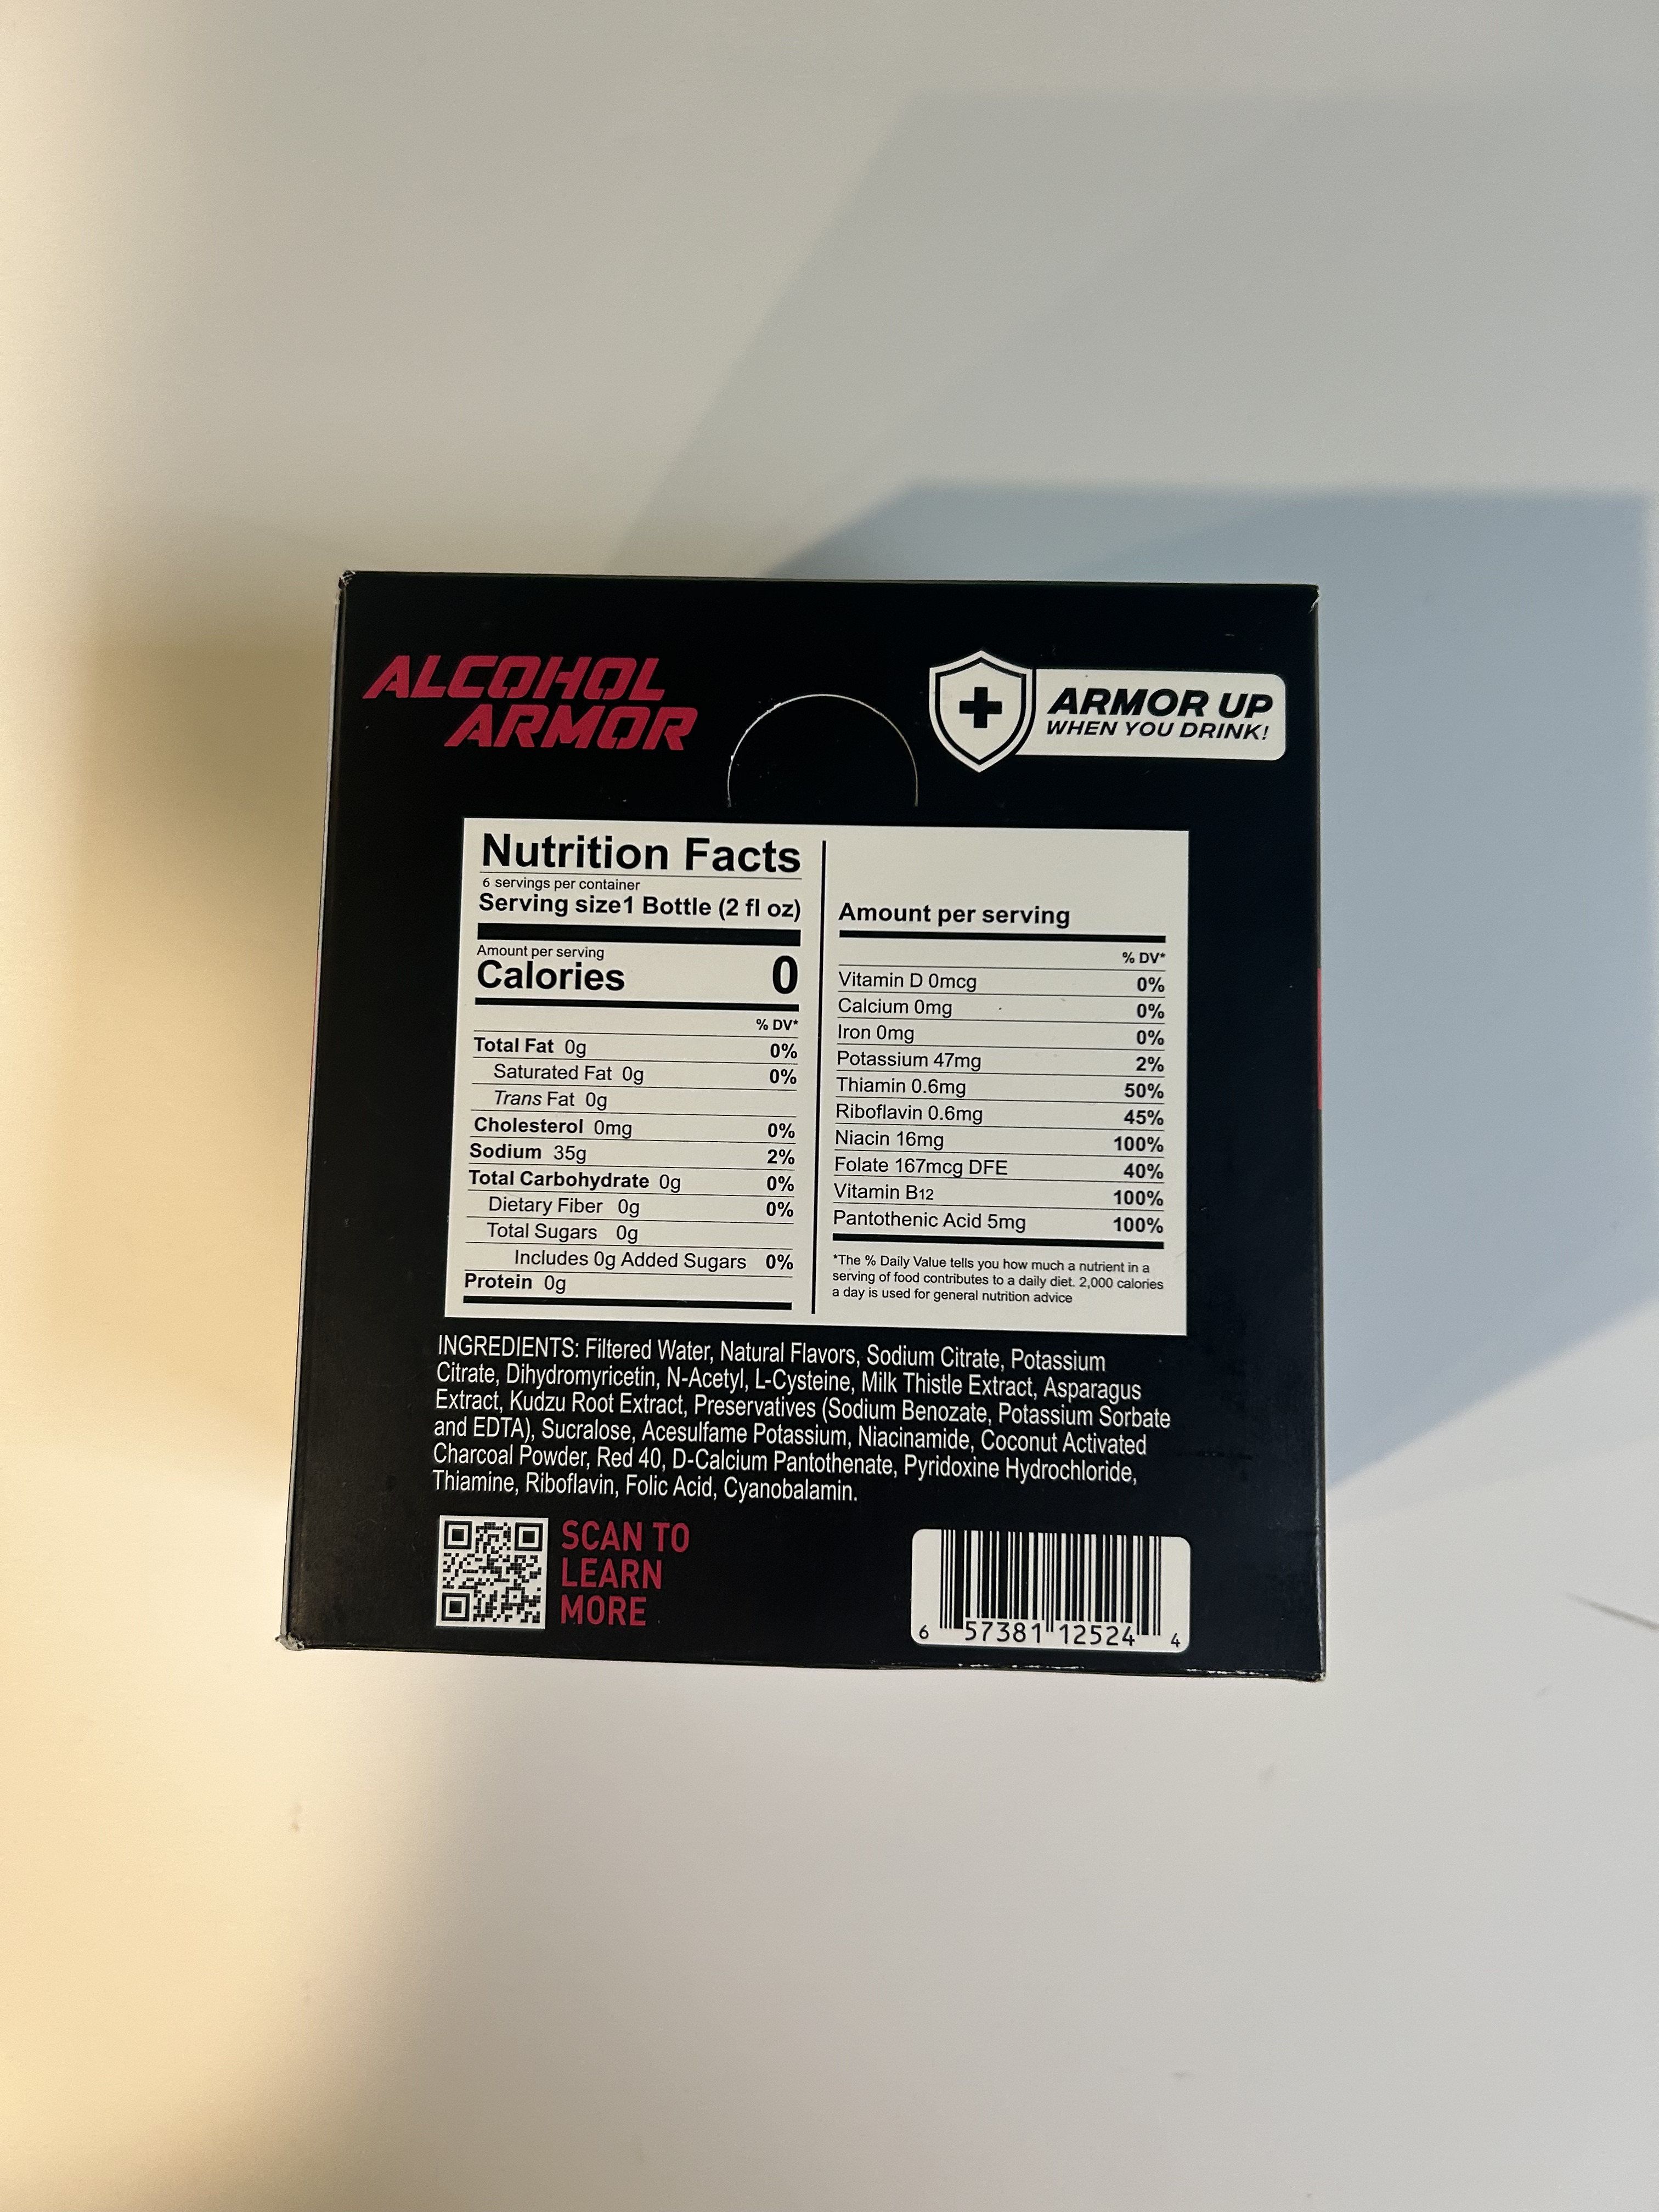 ALCOHOL
ARMOR
ARMOR UP
WHEN YOU DRINK!
Nutrition Facts
6 servings per container
Serving size1 Bottle (2 fl oz)
Amount per serving
Calories 0
% DV*
Total Fat 0g 0%
Saturated Fat 0g 0%
Trans Fat 0g
Cholesterol 0mg 0%
Sodium 35g 2%
Total Carbohydrate 0g 0%
Dietary Fiber 0g 0%
Total Sugars 0g
Includes 0g Added Sugars 0%
Protein 0g
Amount per serving
% DV*
Vitamin D 0mcg 0%
Calcium 0mg 0%
Iron 0mg 0%
Potassium 47mg 2%
Thiamin 0.6mg 50%
Riboflavin 0.6mg 45%
Niacin 16mg 100%
Folate 167mcg DFE 40%
Vitamin B12 100%
Pantothenic Acid 5mg 100%
*The % Daily Value tells you how much a nutrient in a
serving of food contributes to a daily diet. 2,000 calories
a day is used for general nutrition advice
INGREDIENTS: Filtered Water, Natural Flavors, Sodium Citrate, Potassium
Citrate, Dihydromyricetin, N-Acetyl, L-Cysteine, Milk Thistle Extract, Asparagus
Extract, Kudzu Root Extract, Preservatives (Sodium Benozate, Potassium Sorbate
and EDTA), Sucralose, Acesulfame Potassium, Niacinamide, Coconut Activated
Charcoal Powder, Red 40, D-Calcium Pantothenate, Pyridoxine Hydrochloride,
Thiamine, Riboflavin, Folic Acid, Cyanobalamin.
SCAN TO
LEARN
MORE
6 57381 12524 4